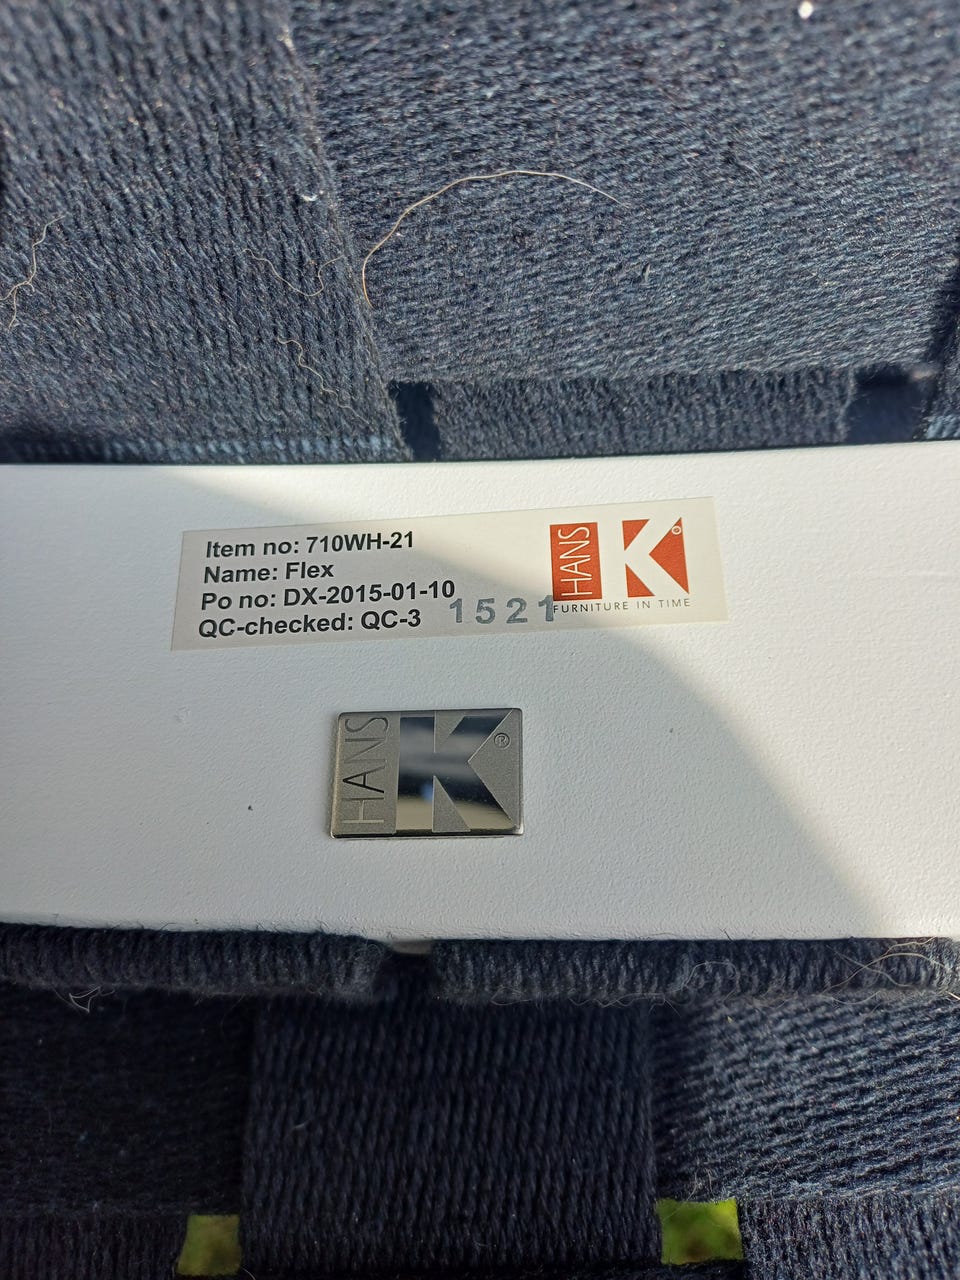 Item no: 710WH-21
Name: Flex
Po no: DX-2015-01-10
QC-checked: QC-3
1521
HANS K®
FURNITURE IN TIME
HANS K®